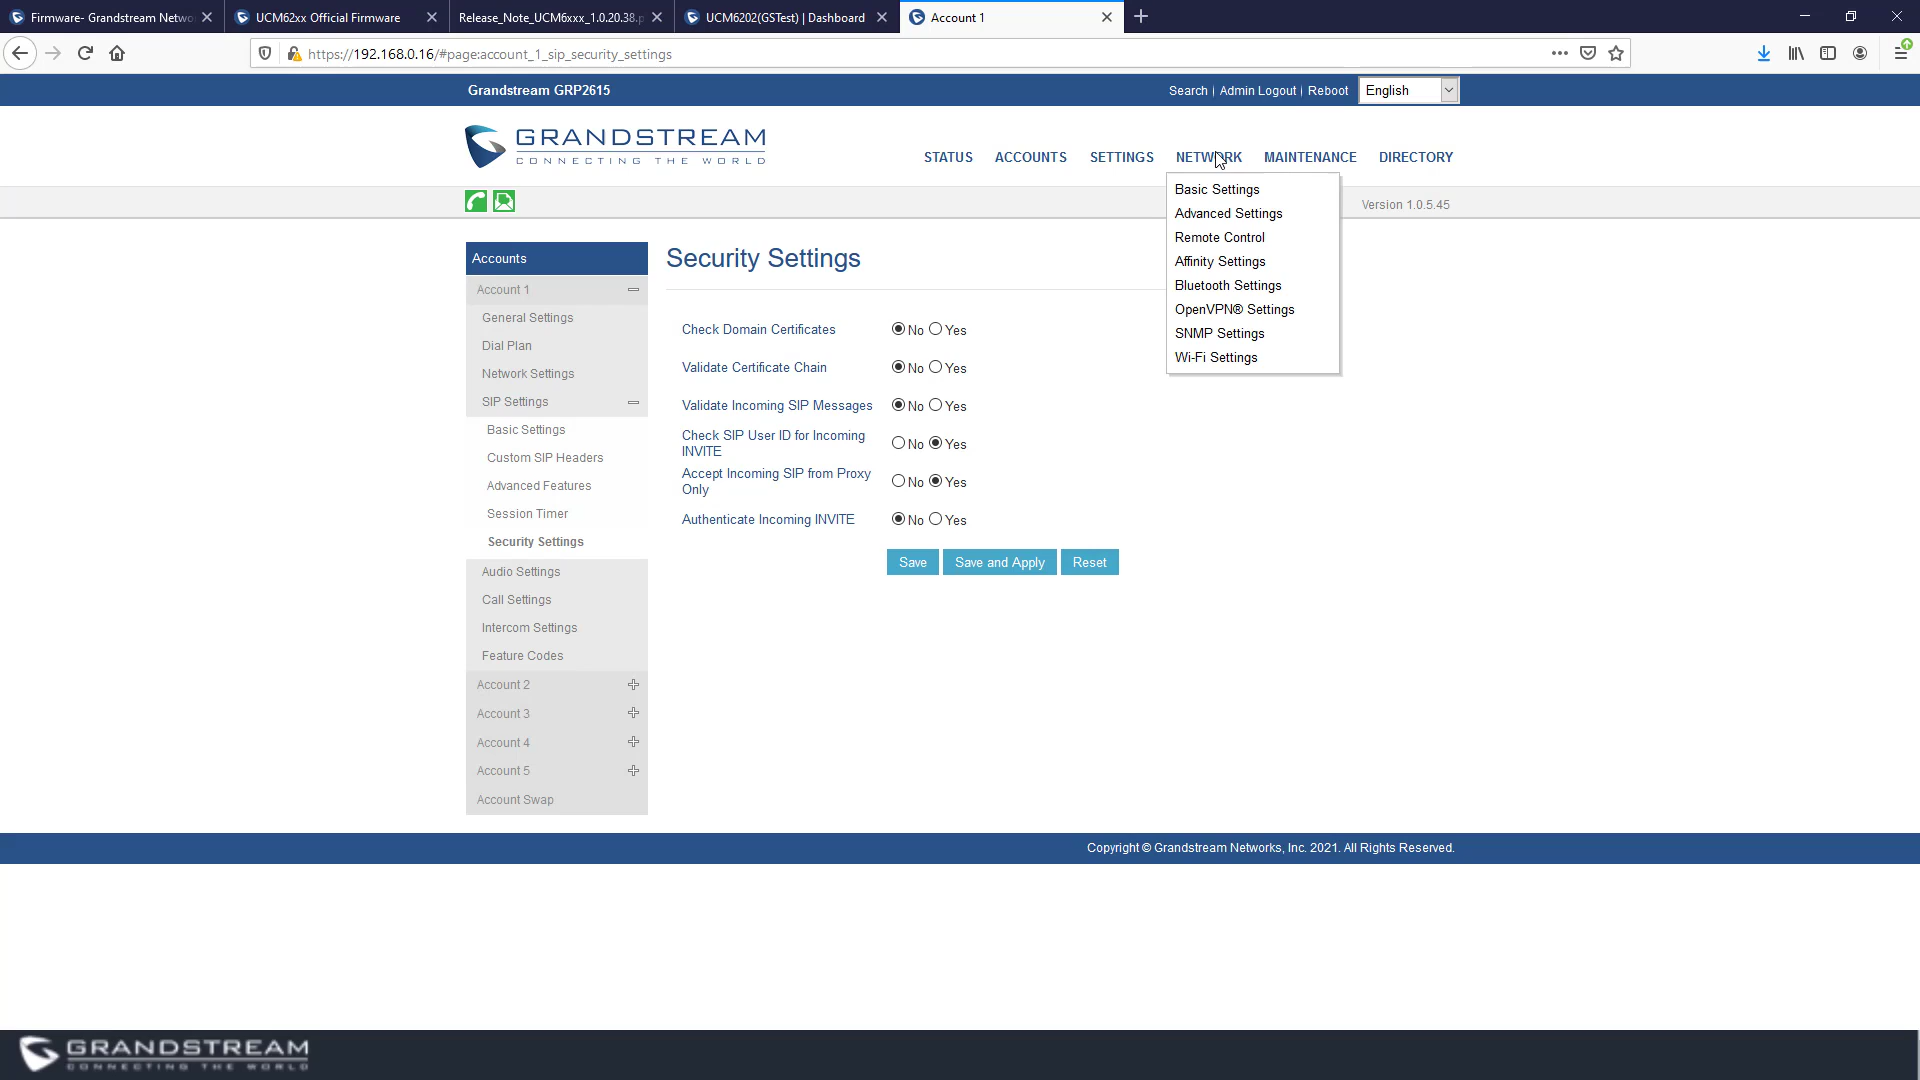 Firmware- Grandstream Netwo
UCM62xx Official Firmware
Release_Note_UCM6xxx_1.0.20.38.p
UCM6202(GSTest) | Dashboard
Account 1
https://192.168.0.16/#page:account_1_sip_security_settings
Grandstream GRP2615
Search | Admin Logout | Reboot
English
GRANDSTREAM
CONNECTING THE WORLD
STATUS ACCOUNTS SETTINGS NETWORK MAINTENANCE DIRECTORY
Version 1.0.5.45
Basic Settings
Advanced Settings
Remote Control
Affinity Settings
Bluetooth Settings
OpenVPN® Settings
SNMP Settings
Wi-Fi Settings
Accounts
Account 1
General Settings
Dial Plan
Network Settings
SIP Settings
Basic Settings
Custom SIP Headers
Advanced Features
Session Timer
Security Settings
Audio Settings
Call Settings
Intercom Settings
Feature Codes
Account 2
Account 3
Account 4
Account 5
Account Swap
Security Settings
Check Domain Certificates No Yes
Validate Certificate Chain No Yes
Validate Incoming SIP Messages No Yes
Check SIP User ID for Incoming
INVITE No Yes
Accept Incoming SIP from Proxy
Only No Yes
Authenticate Incoming INVITE No Yes
Save Save and Apply Reset
Copyright © Grandstream Networks, Inc. 2021. All Rights Reserved.
GRANDSTREAM
CONNECTING THE WORLD